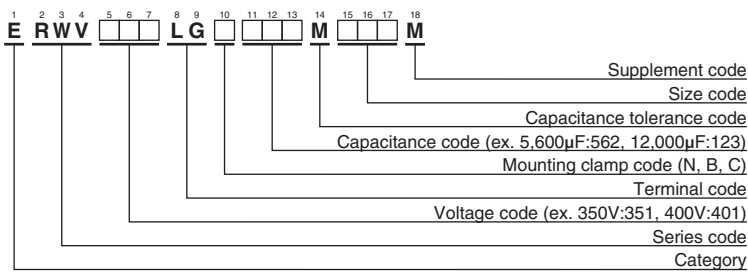 1 2 3 4 5 6 7 8 9 10 11 12 13 14 15 16 17 18
E RWV □□□ LG □ □□□ M □□□ M
Supplement code
Size code
Capacitance tolerance code
Capacitance code (ex. 5,600µF:562, 12,000µF:123)
Mounting clamp code (N, B, C)
Terminal code
Voltage code (ex. 350V:351, 400V:401)
Series code
Category